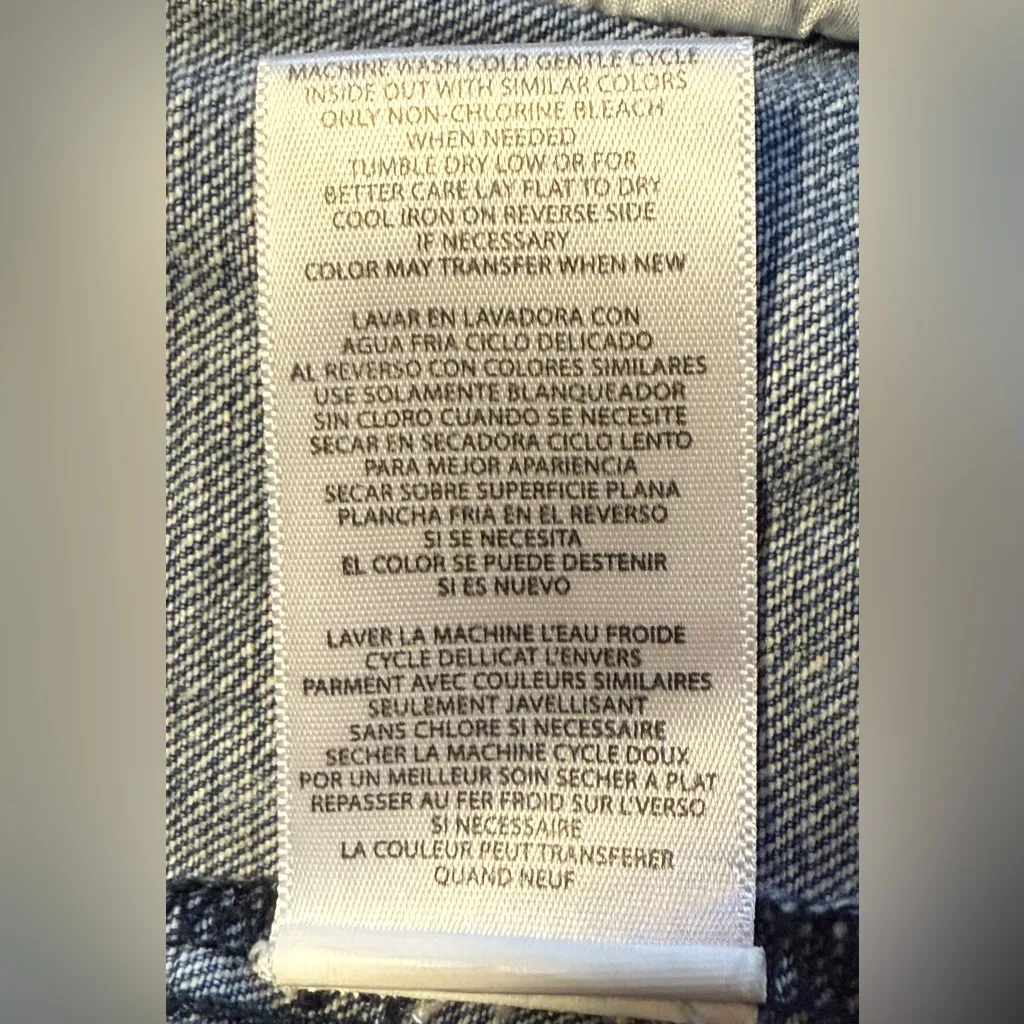 MACHINE WASH COLD GENTLE CYCLE
INSIDE OUT WITH SIMILAR COLORS
ONLY NON-CHLORINE BLEACH
WHEN NEEDED
TUMBLE DRY LOW OR FOR
BETTER CARE LAY FLAT TO DRY
COOL IRON ON REVERSE SIDE
IF NECESSARY
COLOR MAY TRANSFER WHEN NEW
LAVAR EN LAVADORA CON
AGUA FRIA CICLO DELICADO
AL REVERSO CON COLORES SIMILARES
USE SOLAMENTE BLANQUEADOR
SIN CLORO CUANDO SE NECESITE
SECAR EN SECADORA CICLO LENTO
PARA MEJOR APARIENCIA
SECAR SOBRE SUPERFICIE PLANA
PLANCHA FRIA EN EL REVERSO
SI SE NECESITA
EL COLOR SE PUEDE DESTENIR
SI ES NUEVO
LAVER LA MACHINE L'EAU FROIDE
CYCLE DELLICAT L'ENVERS
PARMENT AVEC COULEURS SIMILAIRES
SEULEMENT JAVELLISANT
SANS CHLORE SI NECESSAIRE
SECHER LA MACHINE CYCLE DOUX
POR UN MEILLEUR SOIN SECHER A PLAT
REPASSER AU FER FROID SUR L'VERSO
SI NECESSAIRE
LA COULEUR PEUT TRANSFERER
QUAND NEUF